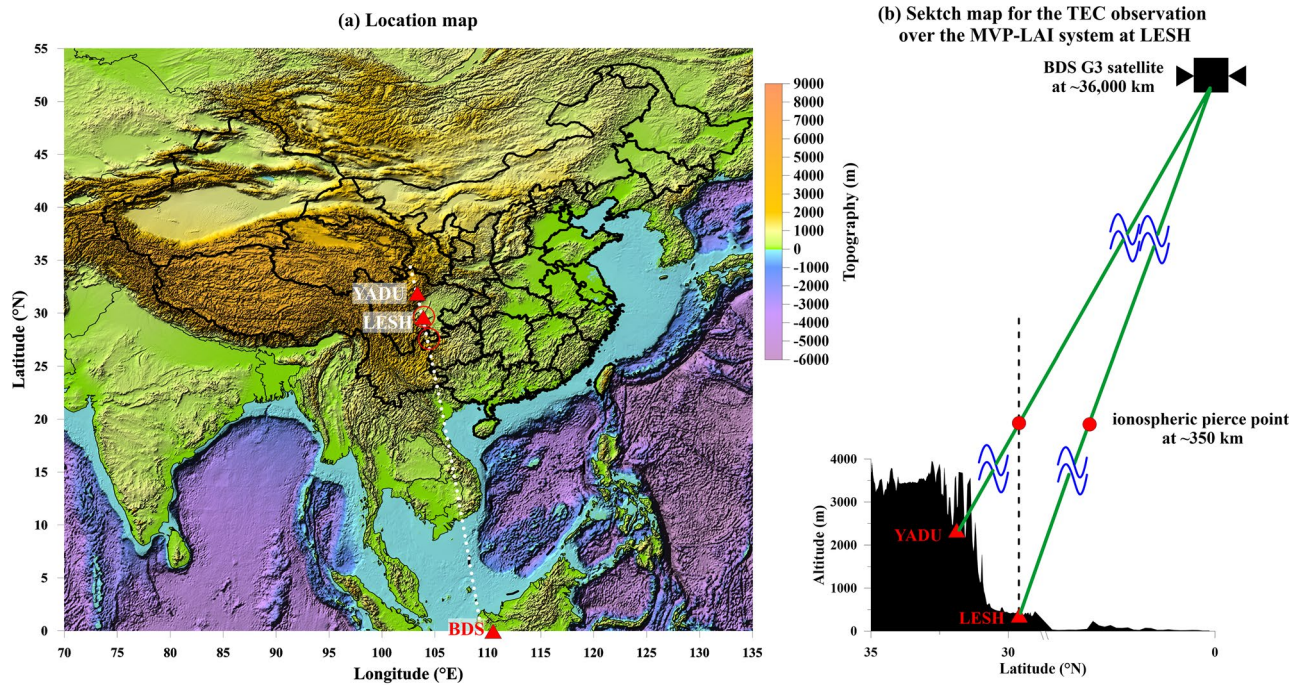 (a) Location map
55
50
45
40
35
30
25
20
15
10
5
0
Latitude (°N)
70 75 80 85 90 95 100 105 110 115 120 125 130 135
Longitude (°E)
YADU
LESH
BDS
9000
8000
7000
6000
5000
4000
3000
2000
1000
0
-1000
-2000
-3000
-4000
-5000
-6000
Topography (m)
(b) Sektch map for the TEC observation
over the MVP-LAI system at LESH
BDS G3 satellite
at ~36,000 km
ionospheric pierce point
at ~350 km
4000
3000
2000
1000
0
Altitude (m)
YADU
LESH
35 30 0
Latitude (°N)